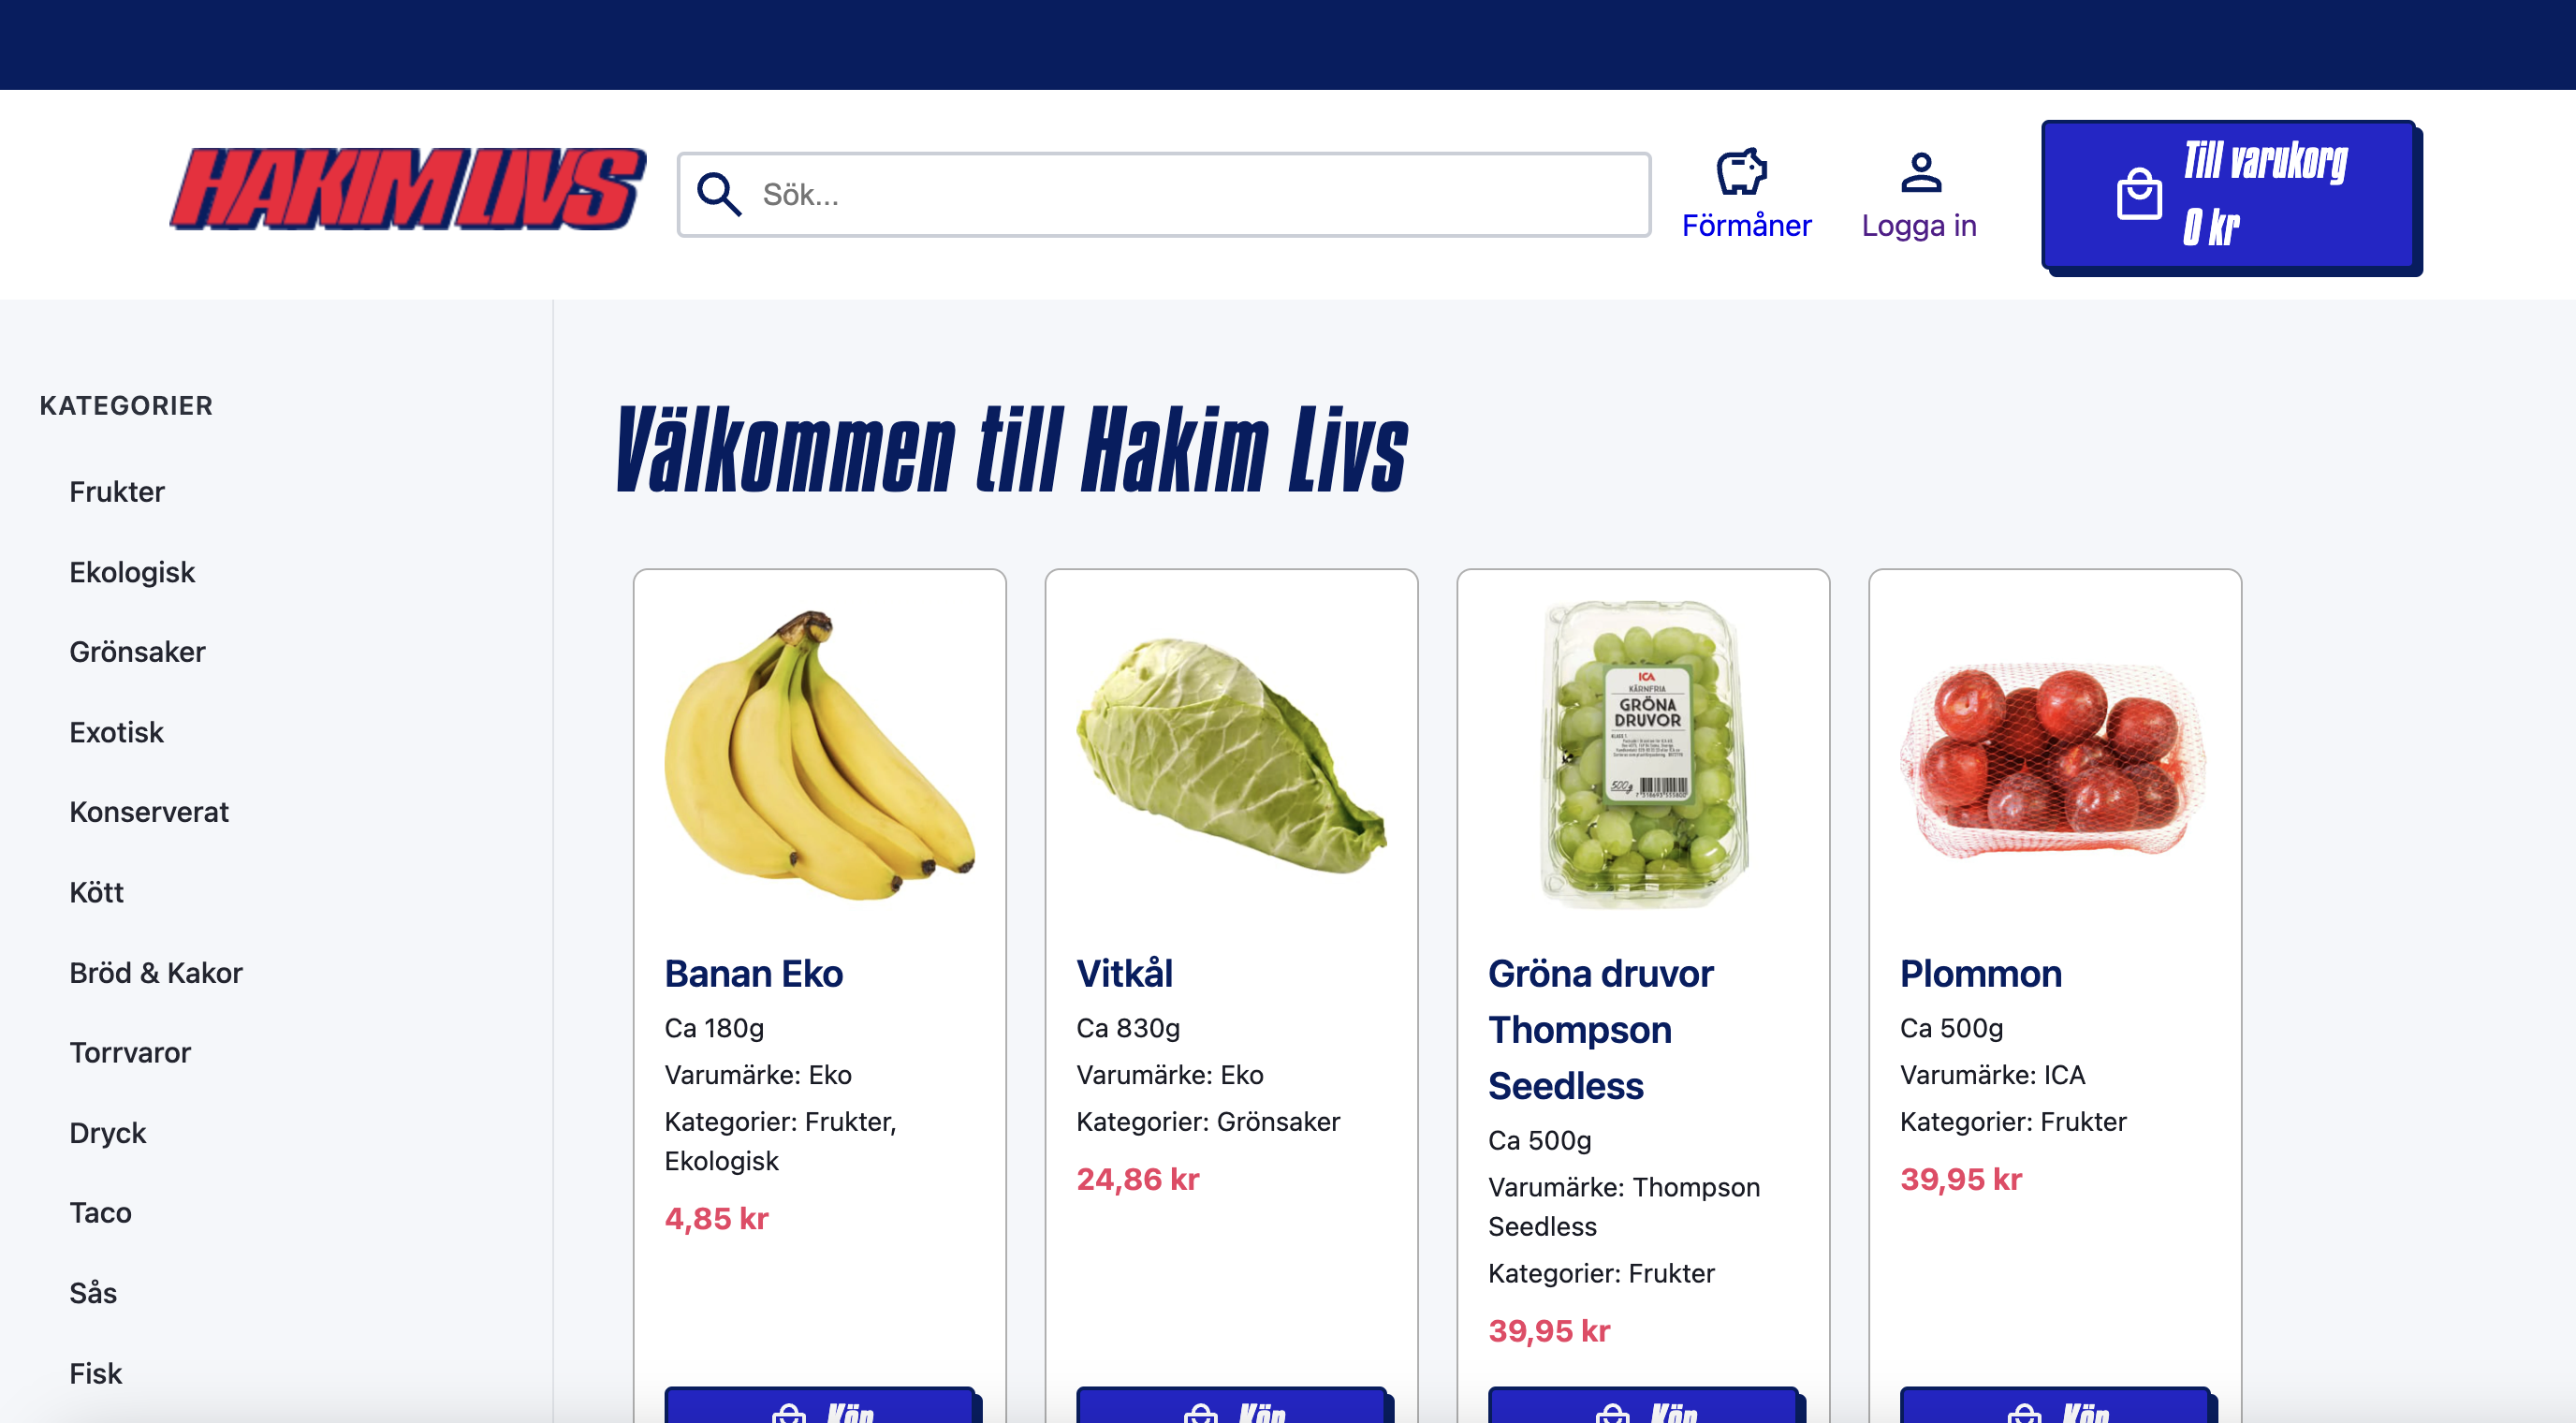 HAKIM LIVS
Sök...
Förmåner
Logga in
Till varukorg
0 kr
KATEGORIER
Frukter
Ekologisk
Grönsaker
Exotisk
Konserverat
Kött
Bröd & Kakor
Torrvaror
Dryck
Taco
Sås
Fisk
Välkommen till Hakim Livs
Banan Eko
Ca 180g
Varumärke: Eko
Kategorier: Frukter,
Ekologisk
4,85 kr
Köp
Vitkål
Ca 830g
Varumärke: Eko
Kategorier: Grönsaker
24,86 kr
Köp
ICA
KÄRNFRIA
GRÖNA
DRUVOR
KLASS 1
500g
Gröna druvor
Thompson
Seedless
Ca 500g
Varumärke: Thompson
Seedless
Kategorier: Frukter
39,95 kr
Köp
Plommon
Ca 500g
Varumärke: ICA
Kategorier: Frukter
39,95 kr
Köp